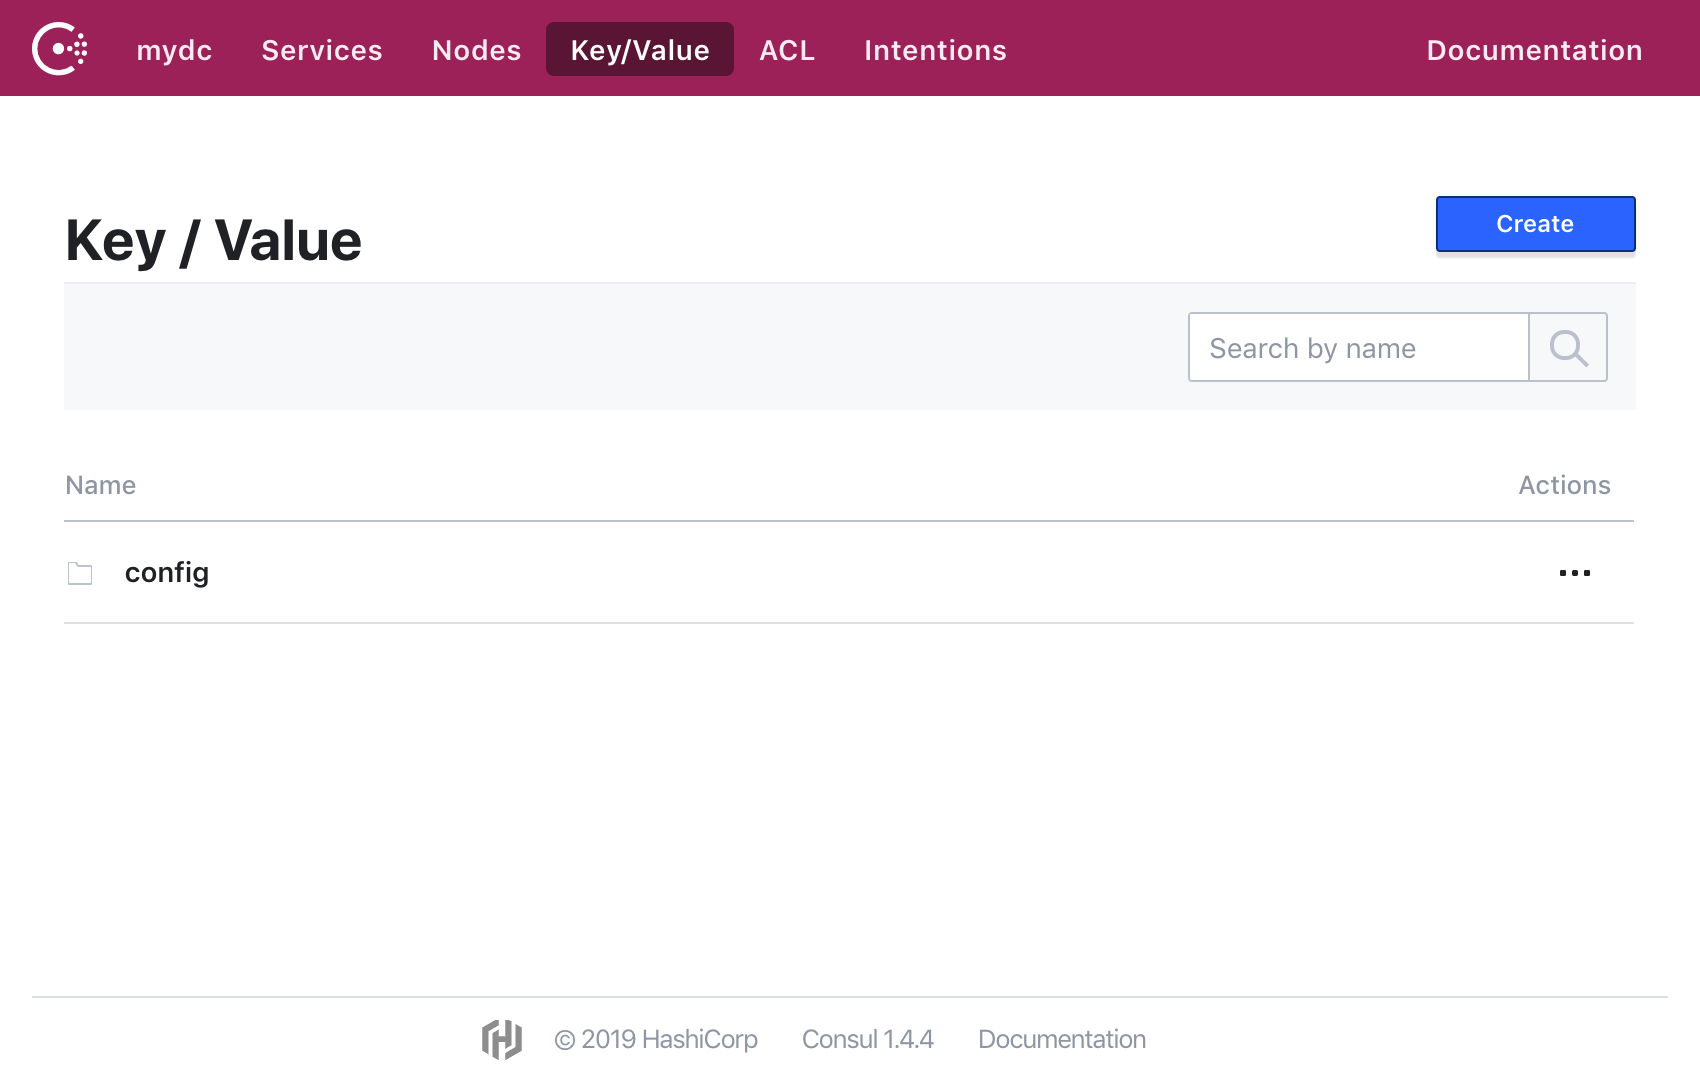 mydc Services Nodes Key/Value ACL Intentions Documentation
Key / Value
Create
Search by name
Name Actions
config
© 2019 HashiCorp Consul 1.4.4 Documentation